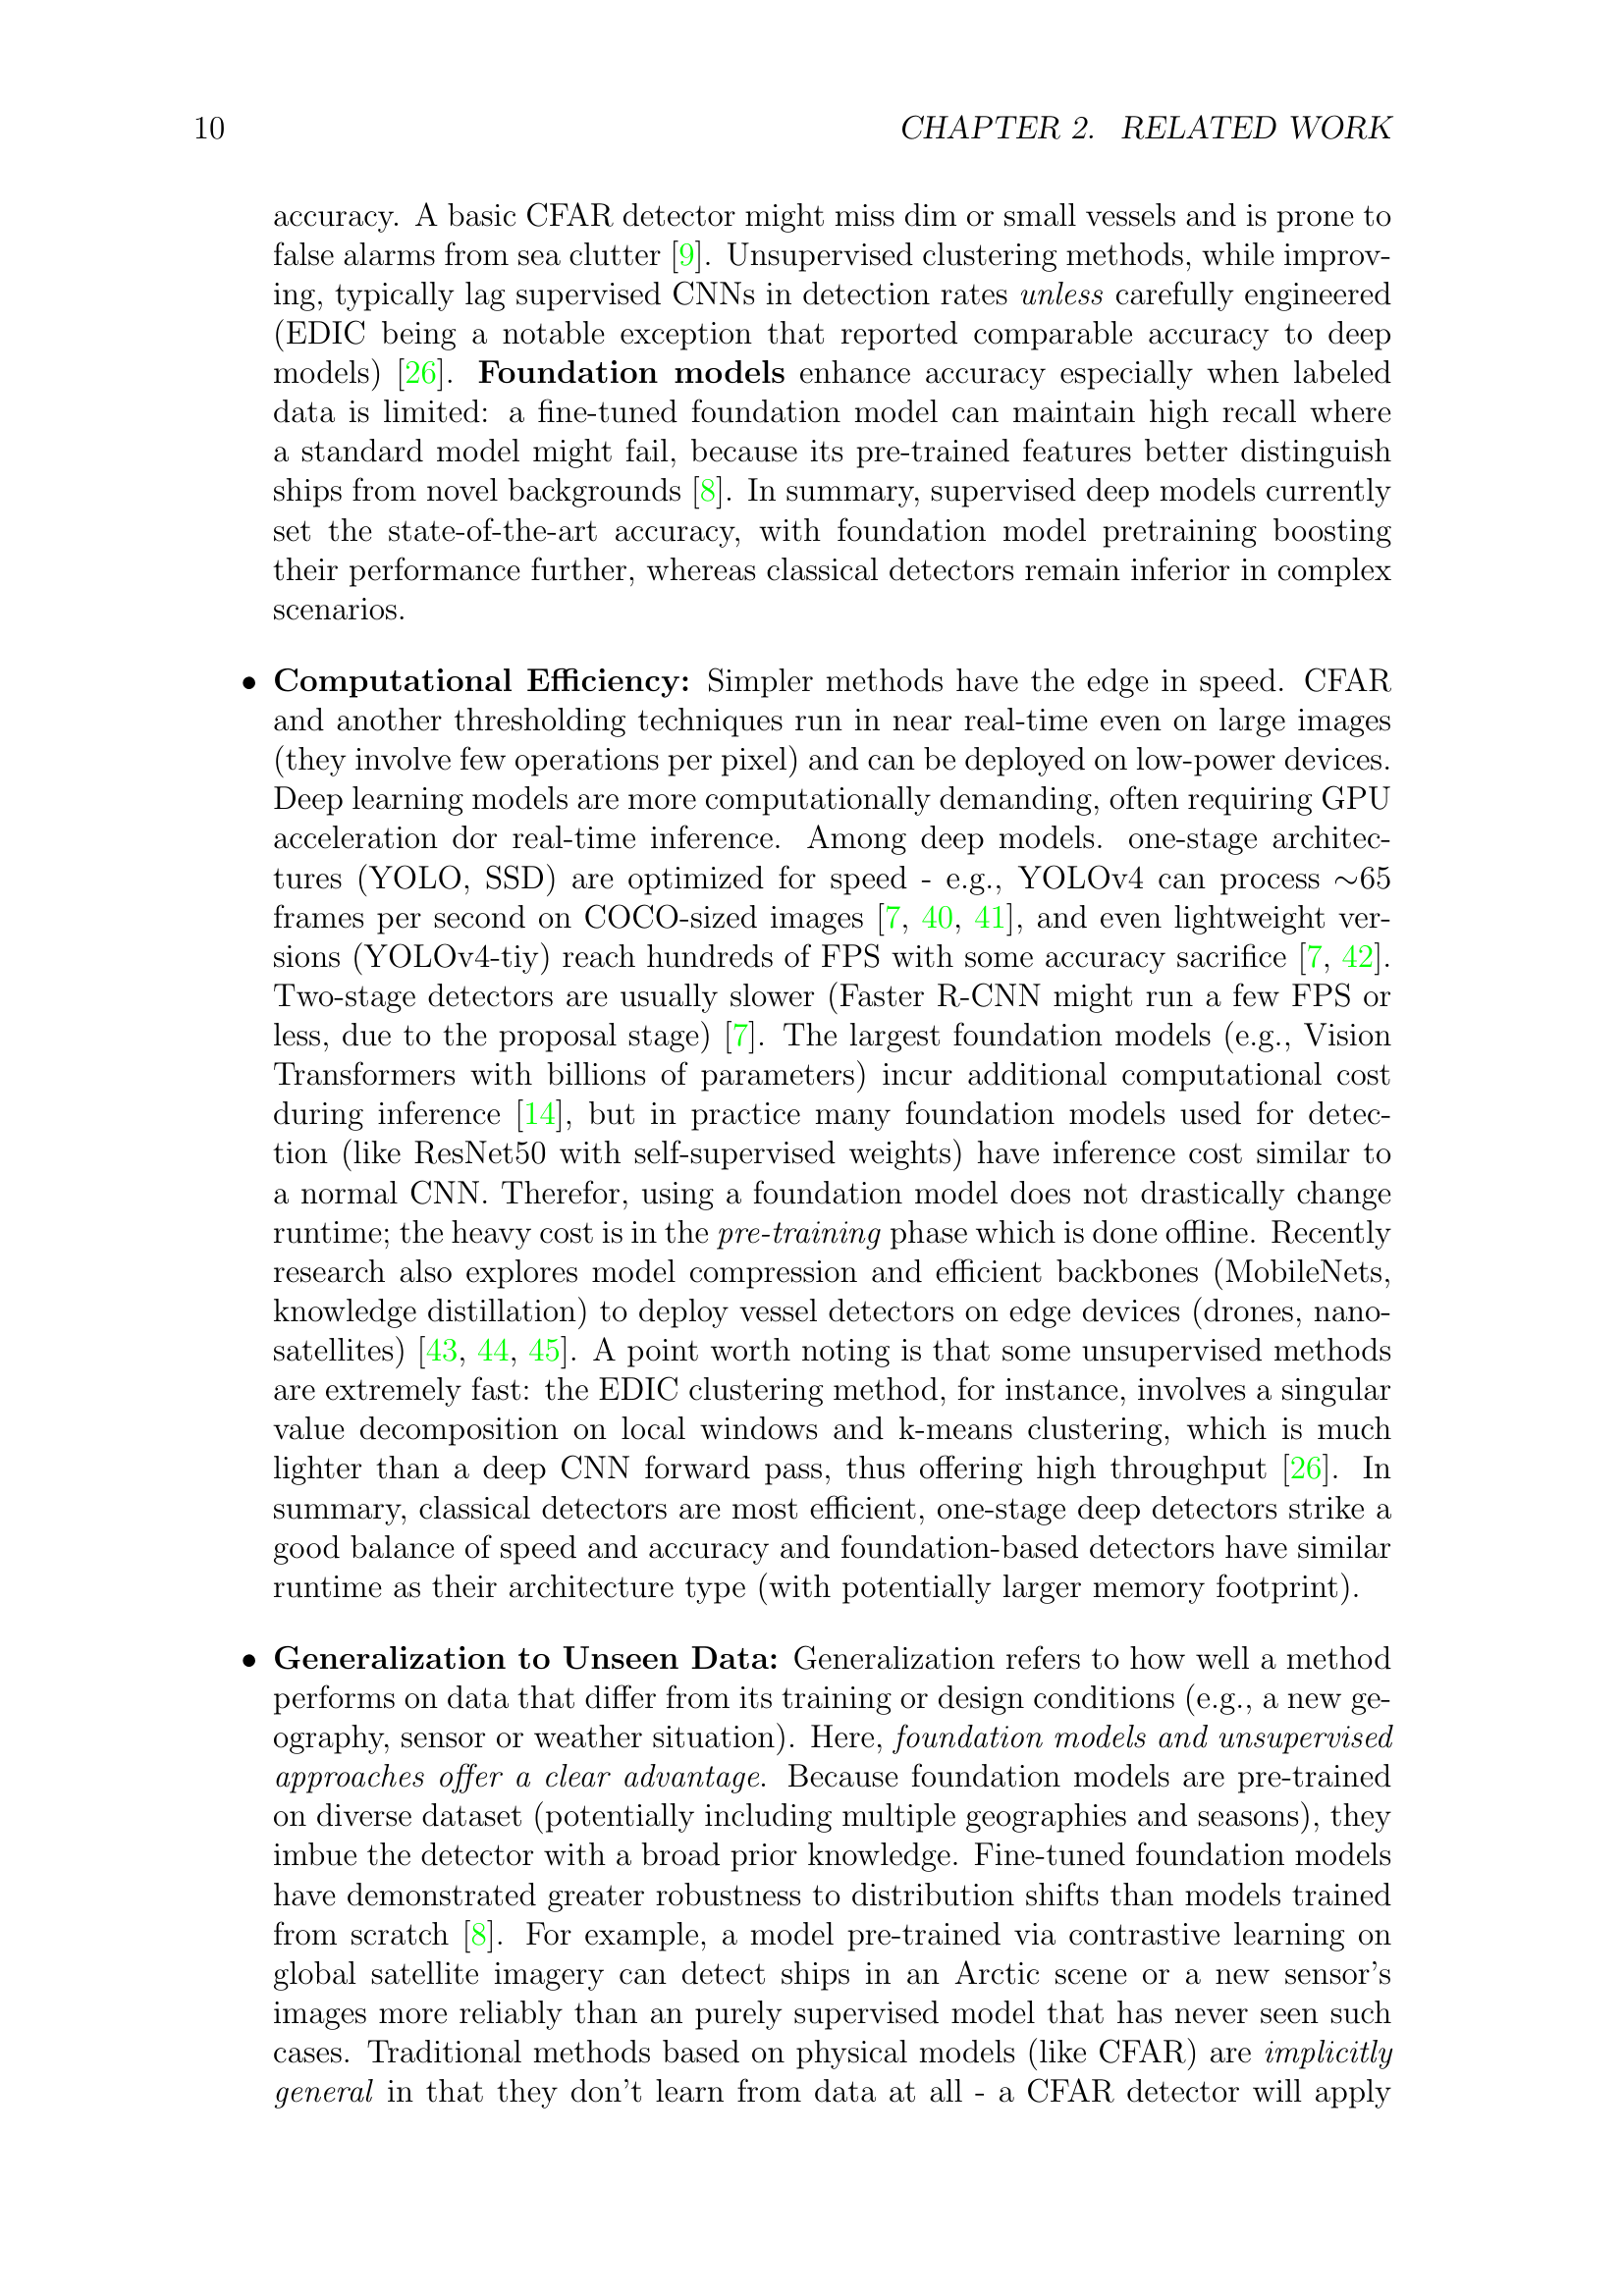 10 CHAPTER 2. RELATED WORK
accuracy. A basic CFAR detector might miss dim or small vessels and is prone to
false alarms from sea clutter [9]. Unsupervised clustering methods, while improv-
ing, typically lag supervised CNNs in detection rates unless carefully engineered
(EDIC being a notable exception that reported comparable accuracy to deep
models) [26]. Foundation models enhance accuracy especially when labeled
data is limited: a fine-tuned foundation model can maintain high recall where
a standard model might fail, because its pre-trained features better distinguish
ships from novel backgrounds [8]. In summary, supervised deep models currently
set the state-of-the-art accuracy, with foundation model pretraining boosting
their performance further, whereas classical detectors remain inferior in complex
scenarios.
• Computational Efficiency: Simpler methods have the edge in speed. CFAR
and another thresholding techniques run in near real-time even on large images
(they involve few operations per pixel) and can be deployed on low-power devices.
Deep learning models are more computationally demanding, often requiring GPU
acceleration dor real-time inference. Among deep models. one-stage architec-
tures (YOLO, SSD) are optimized for speed - e.g., YOLOv4 can process ∼65
frames per second on COCO-sized images [7, 40, 41], and even lightweight ver-
sions (YOLOv4-tiy) reach hundreds of FPS with some accuracy sacrifice [7, 42].
Two-stage detectors are usually slower (Faster R-CNN might run a few FPS or
less, due to the proposal stage) [7]. The largest foundation models (e.g., Vision
Transformers with billions of parameters) incur additional computational cost
during inference [14], but in practice many foundation models used for detec-
tion (like ResNet50 with self-supervised weights) have inference cost similar to
a normal CNN. Therefor, using a foundation model does not drastically change
runtime; the heavy cost is in the pre-training phase which is done offline. Recently
research also explores model compression and efficient backbones (MobileNets,
knowledge distillation) to deploy vessel detectors on edge devices (drones, nano-
satellites) [43, 44, 45]. A point worth noting is that some unsupervised methods
are extremely fast: the EDIC clustering method, for instance, involves a singular
value decomposition on local windows and k-means clustering, which is much
lighter than a deep CNN forward pass, thus offering high throughput [26]. In
summary, classical detectors are most efficient, one-stage deep detectors strike a
good balance of speed and accuracy and foundation-based detectors have similar
runtime as their architecture type (with potentially larger memory footprint).
• Generalization to Unseen Data: Generalization refers to how well a method
performs on data that differ from its training or design conditions (e.g., a new ge-
ography, sensor or weather situation). Here, foundation models and unsupervised
approaches offer a clear advantage. Because foundation models are pre-trained
on diverse dataset (potentially including multiple geographies and seasons), they
imbue the detector with a broad prior knowledge. Fine-tuned foundation models
have demonstrated greater robustness to distribution shifts than models trained
from scratch [8]. For example, a model pre-trained via contrastive learning on
global satellite imagery can detect ships in an Arctic scene or a new sensor's
images more reliably than an purely supervised model that has never seen such
cases. Traditional methods based on physical models (like CFAR) are implicitly
general in that they don't learn from data at all - a CFAR detector will apply